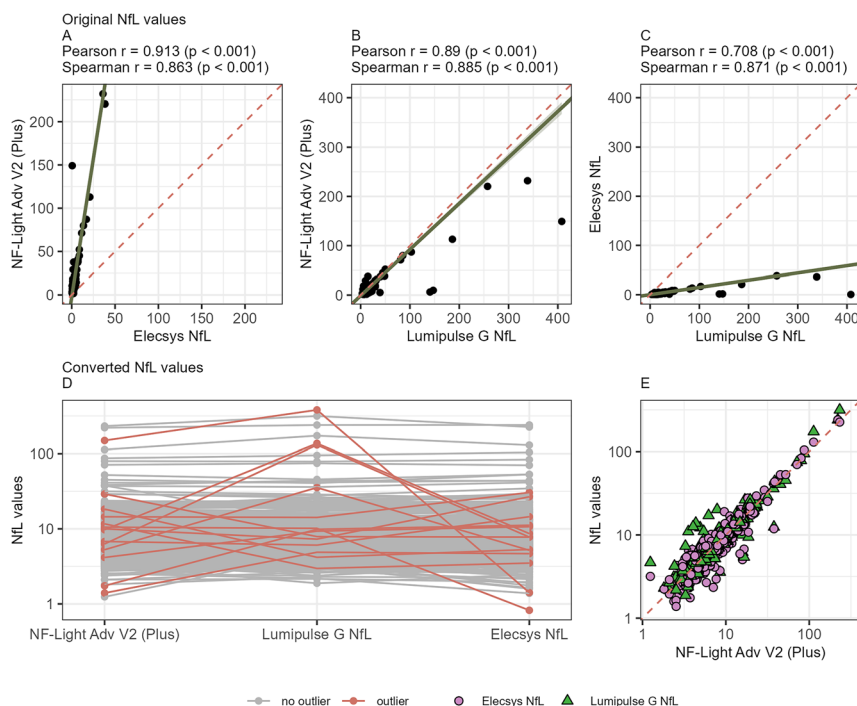 Original NfL values
A
Pearson r = 0.913 (p < 0.001)
Spearman r = 0.863 (p < 0.001)
B
Pearson r = 0.89 (p < 0.001)
Spearman r = 0.885 (p < 0.001)
C
Pearson r = 0.708 (p < 0.001)
Spearman r = 0.871 (p < 0.001)
NF-Light Adv V2 (Plus)
200
150
100
50
0
0
50
100
150
200
Elecsys NfL
NF-Light Adv V2 (Plus)
400
300
200
100
0
0
100
200
300
400
Lumipulse G NfL
Elecsys NfL
400
300
200
100
0
0
100
200
300
400
Lumipulse G NfL
Converted NfL values
D
NfL values
100
10
1
NF-Light Adv V2 (Plus)
Lumipulse G NfL
Elecsys NfL
E
NfL values
100
10
1
1
10
100
NF-Light Adv V2 (Plus)
no outlier
outlier
Elecsys NfL
Lumipulse G NfL